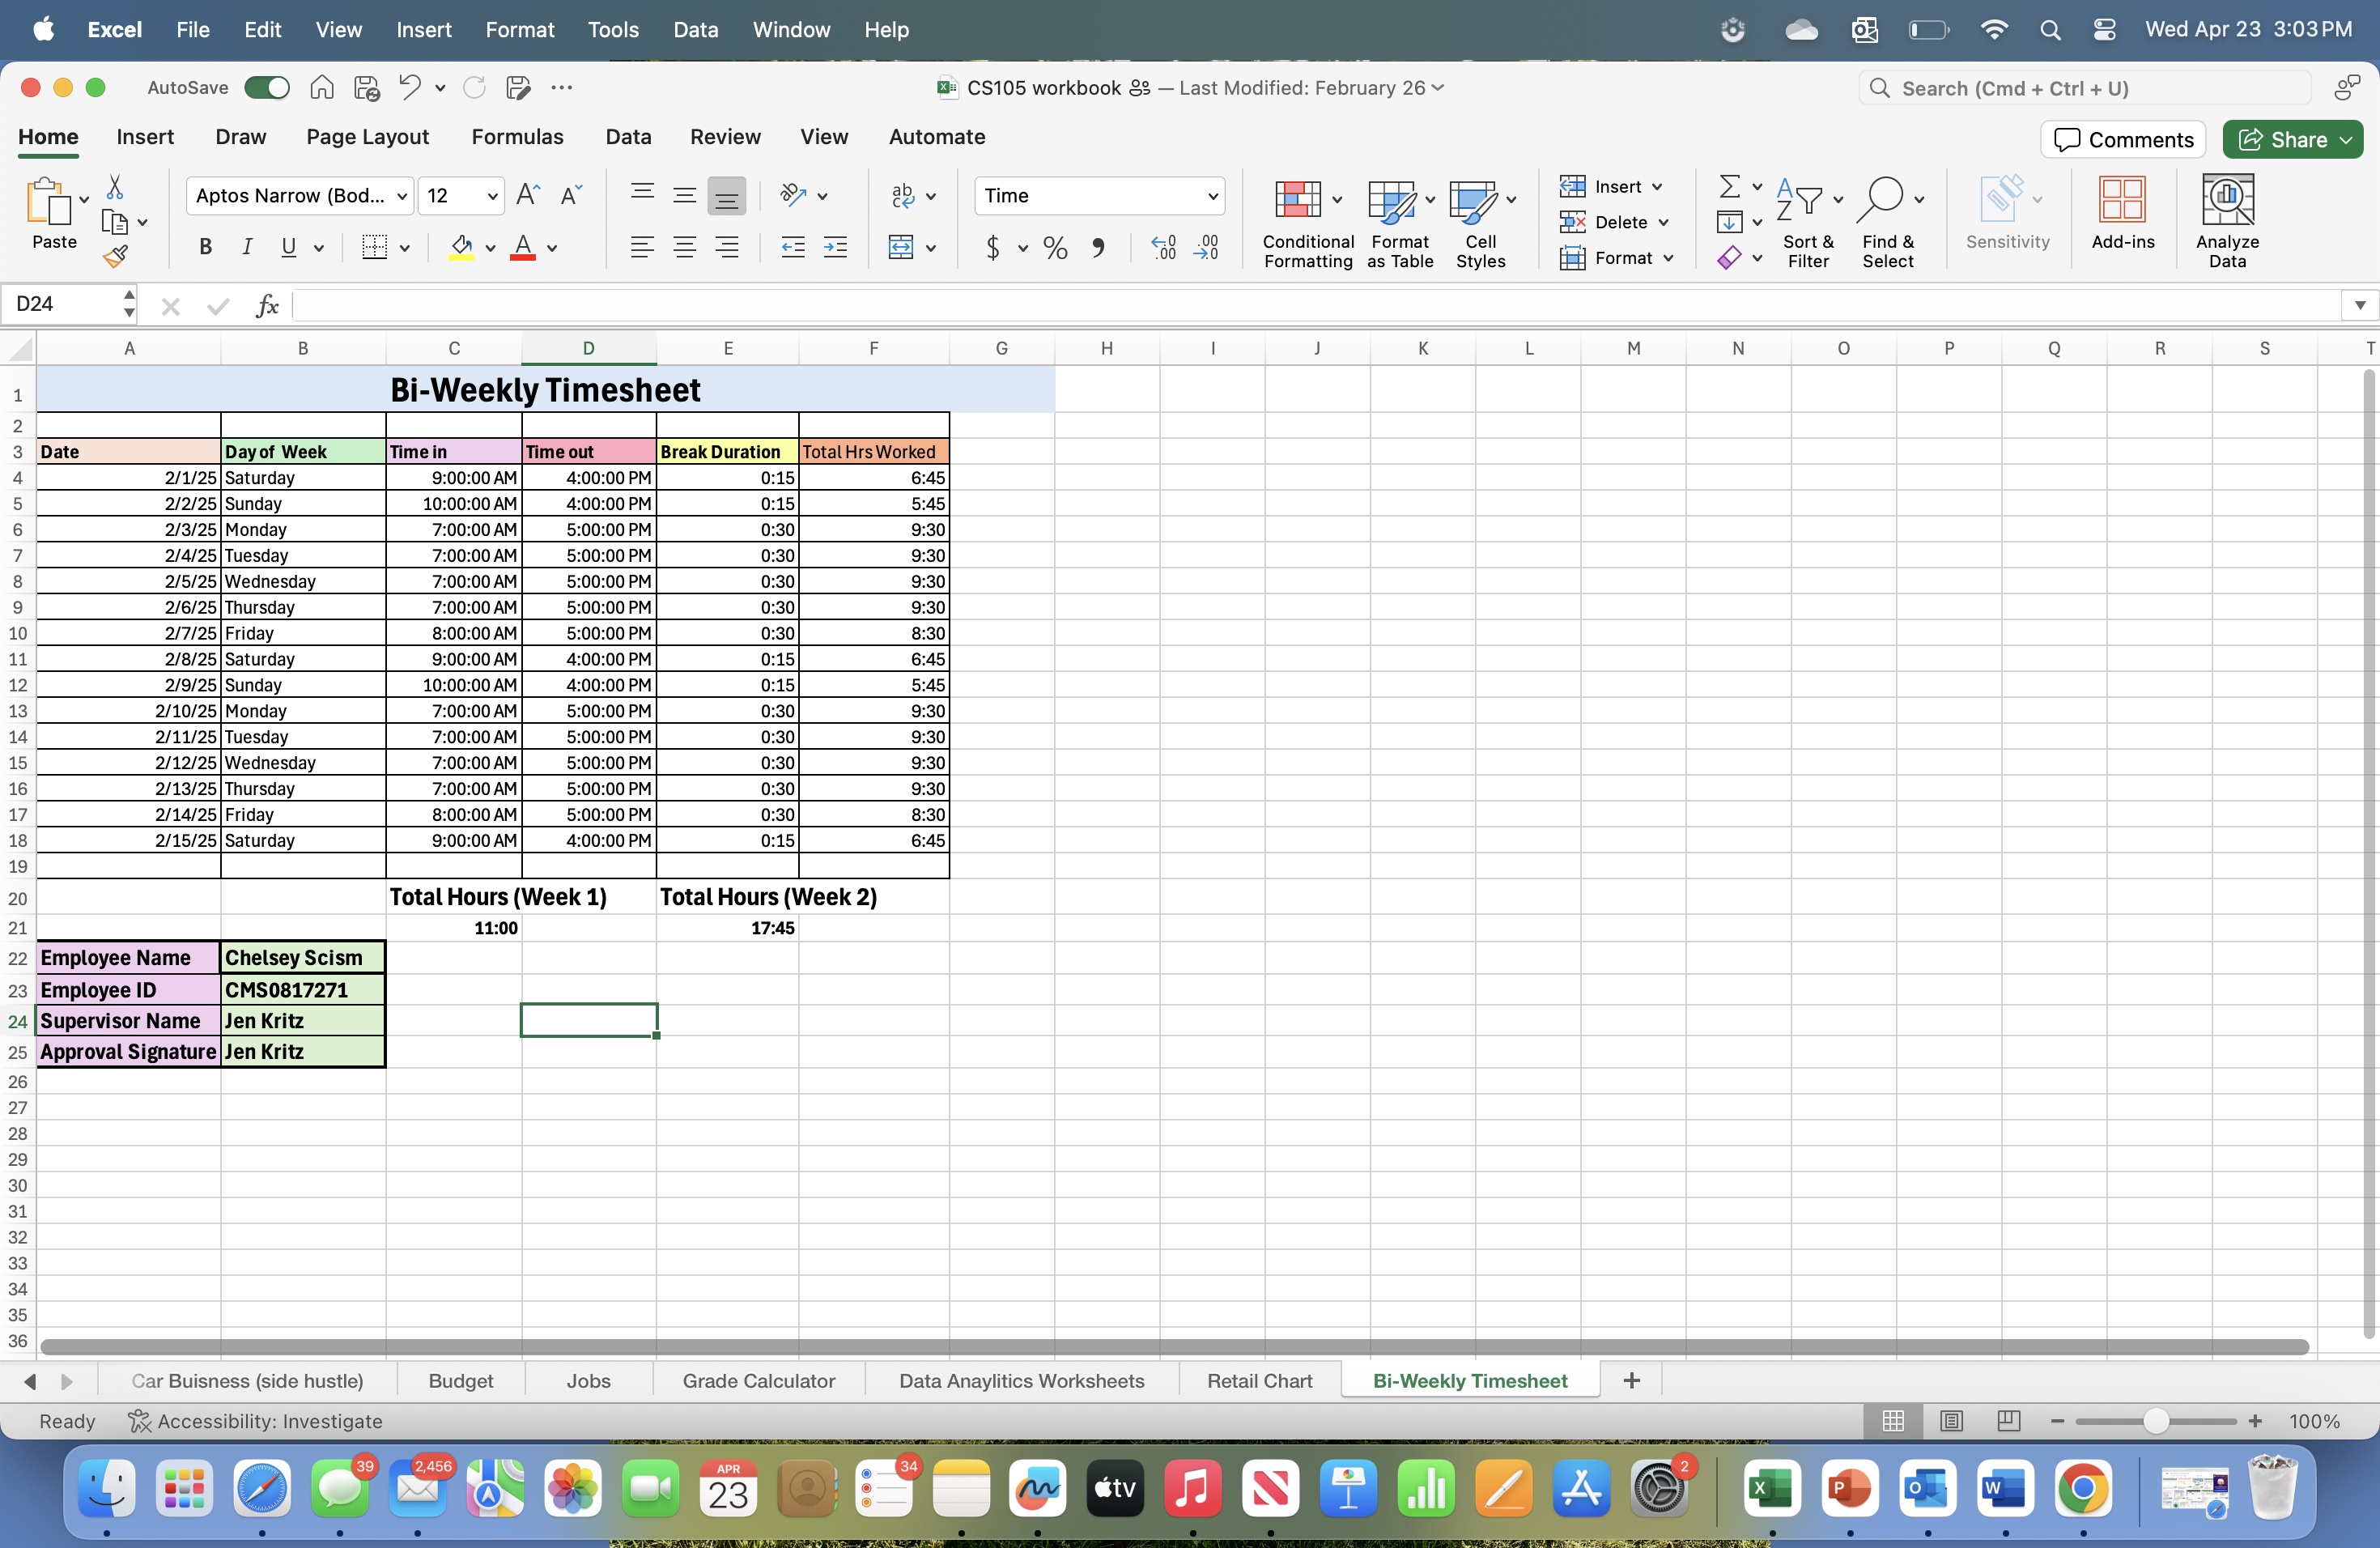 Excel File Edit View Insert Format Tools Data Window Help Wed Apr 23 3:03 PM
AutoSave CS105 workbook — Last Modified: February 26 Search (Cmd + Ctrl + U)
Home Insert Draw Page Layout Formulas Data Review View Automate Comments Share
Paste Aptos Narrow (Bod... 12 Time Conditional Formatting Format as Table Cell Styles Insert Delete Format Sort & Filter Find & Select Sensitivity Add-ins Analyze Data
D24 fx
A B C D E F G H I J K L M N O P Q R S T
1 Bi-Weekly Timesheet
2
3 Date Day of Week Time in Time out Break Duration Total Hrs Worked
4 2/1/25 Saturday 9:00:00 AM 4:00:00 PM 0:15 6:45
5 2/2/25 Sunday 10:00:00 AM 4:00:00 PM 0:15 5:45
6 2/3/25 Monday 7:00:00 AM 5:00:00 PM 0:30 9:30
7 2/4/25 Tuesday 7:00:00 AM 5:00:00 PM 0:30 9:30
8 2/5/25 Wednesday 7:00:00 AM 5:00:00 PM 0:30 9:30
9 2/6/25 Thursday 7:00:00 AM 5:00:00 PM 0:30 9:30
10 2/7/25 Friday 8:00:00 AM 5:00:00 PM 0:30 8:30
11 2/8/25 Saturday 9:00:00 AM 4:00:00 PM 0:15 6:45
12 2/9/25 Sunday 10:00:00 AM 4:00:00 PM 0:15 5:45
13 2/10/25 Monday 7:00:00 AM 5:00:00 PM 0:30 9:30
14 2/11/25 Tuesday 7:00:00 AM 5:00:00 PM 0:30 9:30
15 2/12/25 Wednesday 7:00:00 AM 5:00:00 PM 0:30 9:30
16 2/13/25 Thursday 7:00:00 AM 5:00:00 PM 0:30 9:30
17 2/14/25 Friday 8:00:00 AM 5:00:00 PM 0:30 8:30
18 2/15/25 Saturday 9:00:00 AM 4:00:00 PM 0:15 6:45
19
20 Total Hours (Week 1) Total Hours (Week 2)
21 11:00 17:45
22 Employee Name Chelsey Scism
23 Employee ID CMS0817271
24 Supervisor Name Jen Kritz
25 Approval Signature Jen Kritz
26
27
28
29
30
31
32
33
34
35
36
Car Buisness (side hustle) Budget Jobs Grade Calculator Data Anaylitics Worksheets Retail Chart Bi-Weekly Timesheet +
Ready Accessibility: Investigate 100%
39 2,456 APR 23 34 tv 2 X P O W